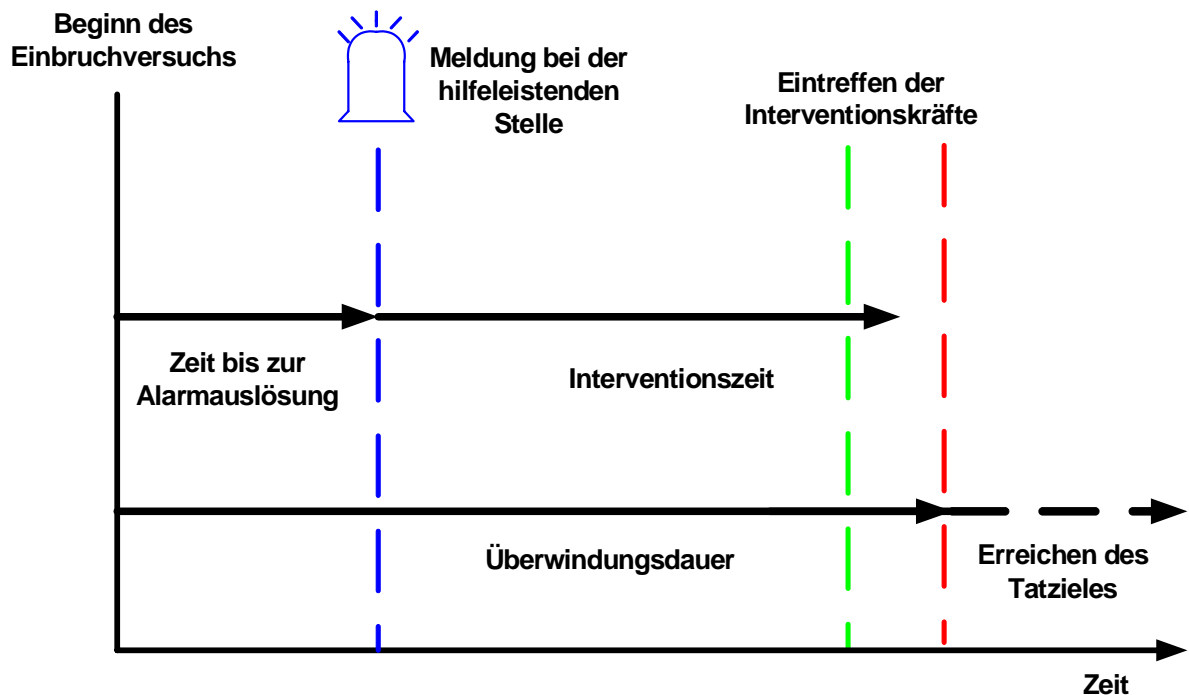 Beginn des
Einbruchversuchs
Meldung bei der
hilfeleistenden
Stelle
Eintreffen der
Interventionskräfte
Zeit bis zur
Alarmauslösung
Interventionszeit
Überwindungsdauer
Erreichen des
Tatzieles
Zeit